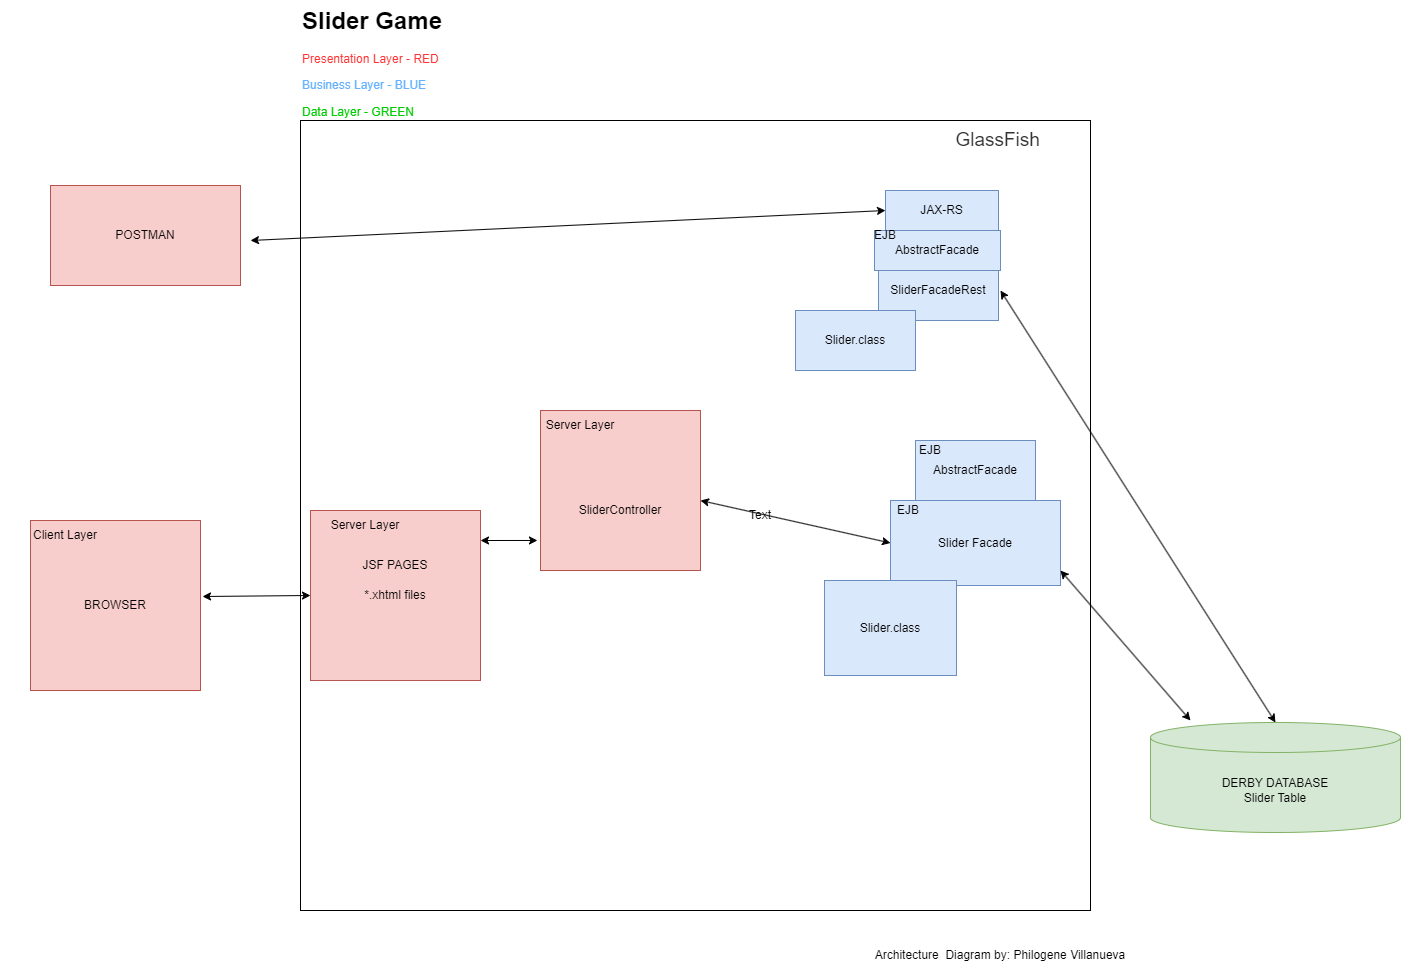 Slider Game
Presentation Layer - RED
Business Layer - BLUE
Data Layer - GREEN
GlassFish
POSTMAN
JAX-RS
EJB
AbstractFacade
SliderFacadeRest
Slider.class
Server Layer
SliderController
Text
EJB
AbstractFacade
EJB
Slider Facade
Slider.class
Client Layer
BROWSER
Server Layer
JSF PAGES
*.xhtml files
DERBY DATABASE
Slider Table
Architecture  Diagram by: Philogene Villanueva